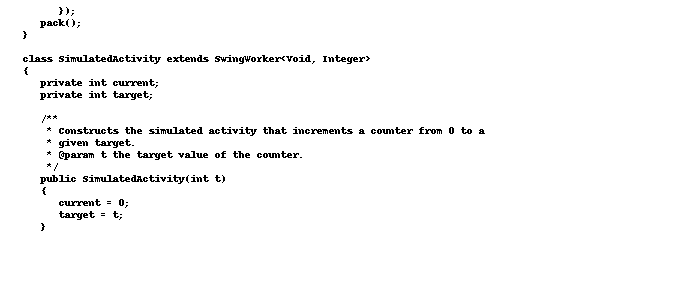 });
   pack();
}

class SimulatedActivity extends SwingWorker<Void, Integer>
{
   private int current;
   private int target;

   /**
    * Constructs the simulated activity that increments a counter from 0 to a
    * given target.
    * @param t the target value of the counter.
    */
   public SimulatedActivity(int t)
   {
      current = 0;
      target = t;
   }